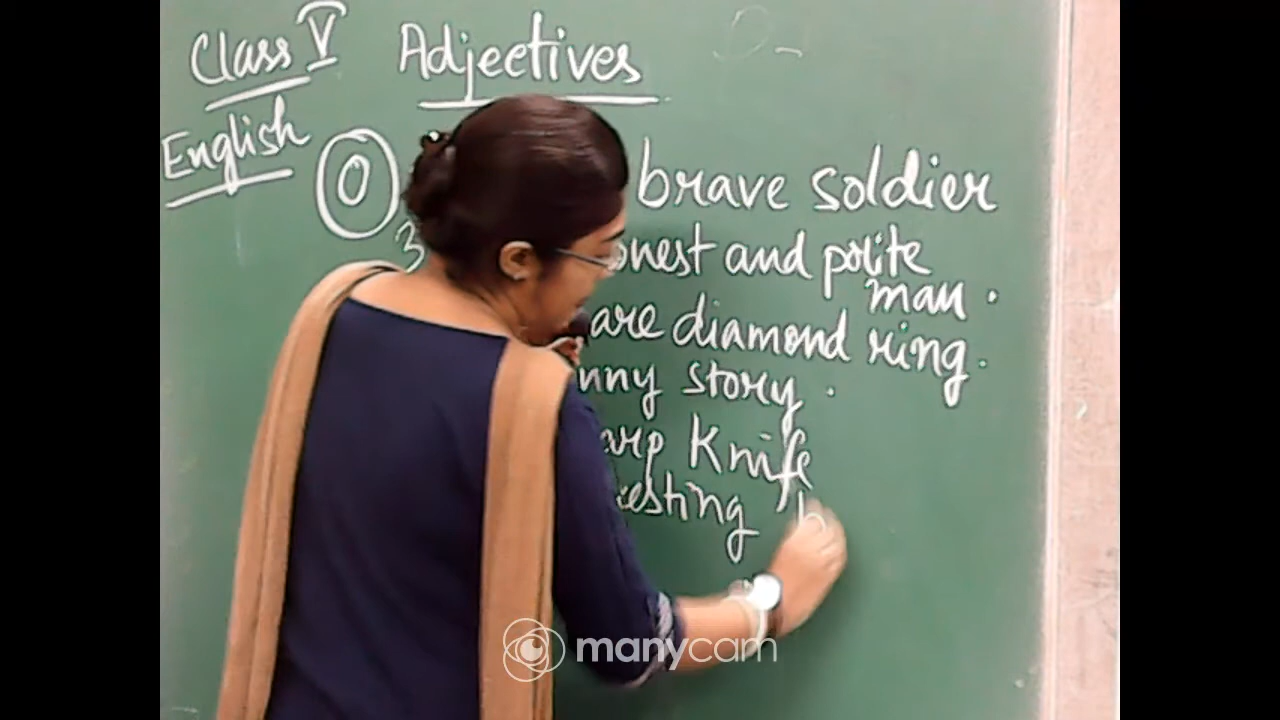 Class V Adjectives
English
0 brave soldier
3 onest and polite
man .
are diamond ring .
nny story .
arp Knife
esting b
manycam